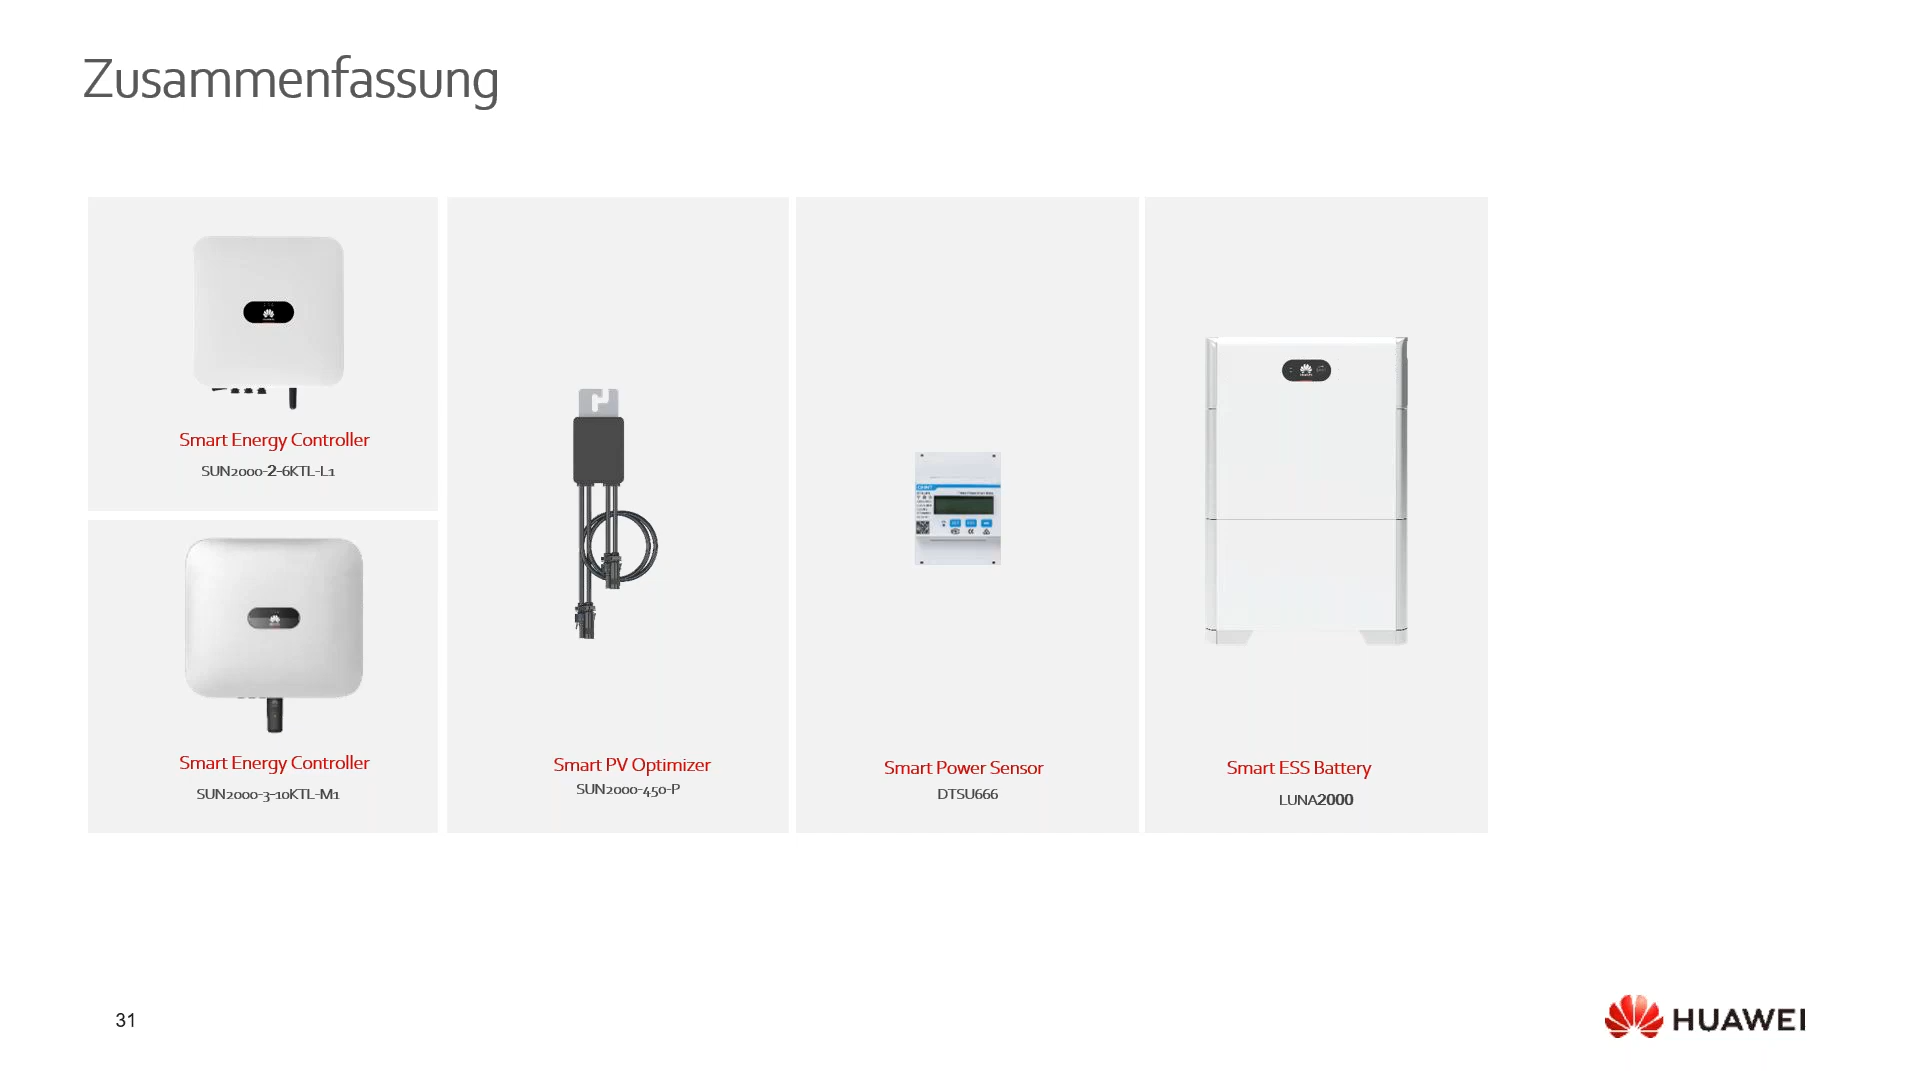 Zusammenfassung
Smart Energy Controller
SUN2000-2-6KTL-L1
Smart Energy Controller
SUN2000-3-10KTL-M1
Smart PV Optimizer
SUN2000-450-P
Smart Power Sensor
DTSU666
Smart ESS Battery
LUNA2000
31
HUAWEI